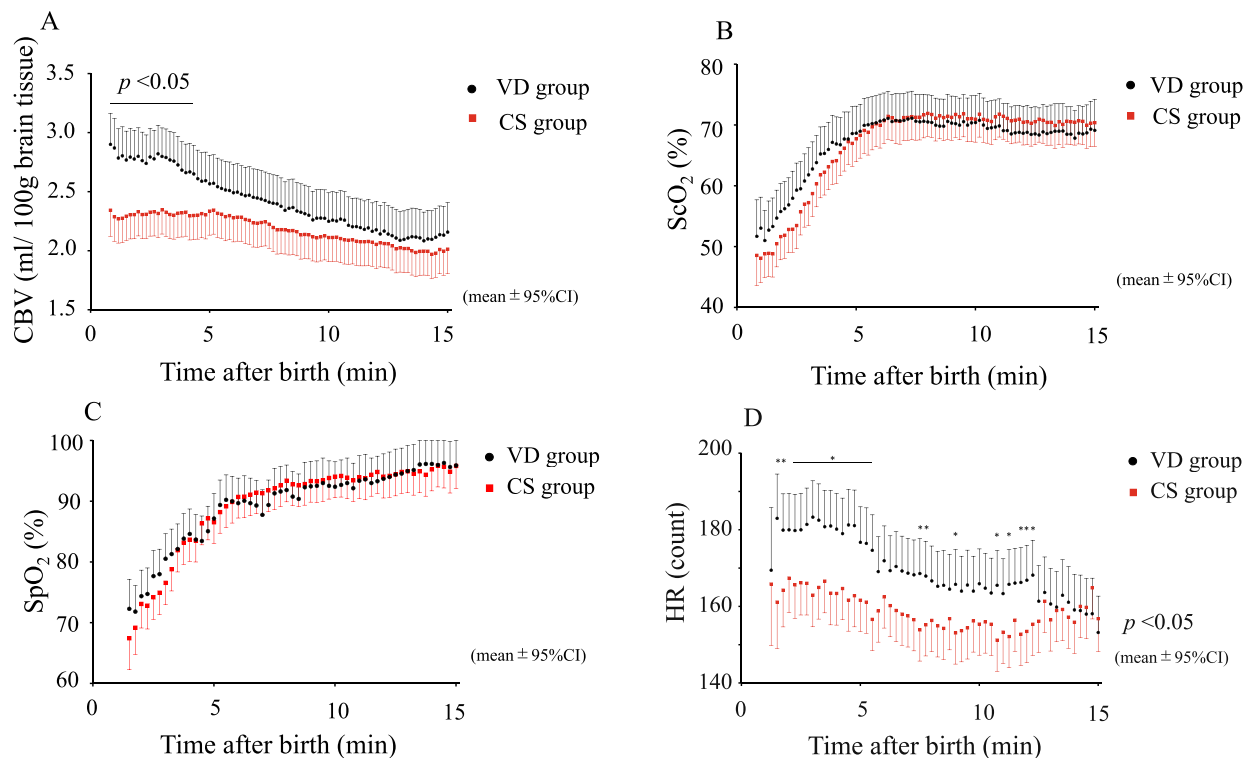 A
CBV (ml/ 100g brain tissue)
3.5
3.0
2.5
2.0
1.5
p <0.05
VD group
CS group
(mean ± 95%CI)
0 5 10 15
Time after birth (min)
B
ScO2 (%)
80
70
60
50
40
VD group
CS group
(mean ± 95%CI)
0 5 10 15
Time after birth (min)
C
SpO2 (%)
100
90
80
70
60
VD group
CS group
(mean ± 95%CI)
0 5 10 15
Time after birth (min)
D
HR (count)
200
180
160
140
** *
** * * * ***
VD group
CS group
p <0.05
(mean ± 95%CI)
0 5 10 15
Time after birth (min)